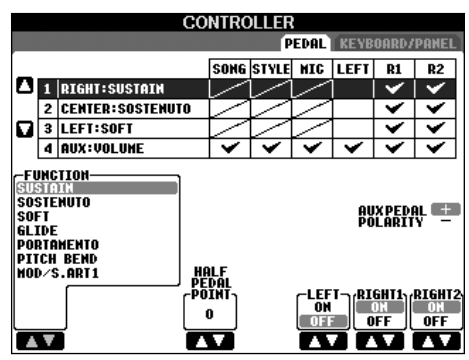 CONTROLLER
PEDAL KEYBOARD/PANEL
SONG STYLE MIC LEFT R1 R2
1 RIGHT:SUSTAIN
2 CENTER:SOSTENUTO
3 LEFT:SOFT
4 AUX:VOLUME
FUNCTION
SUSTAIN
SOSTENUTO
SOFT
GLIDE
PORTAMENTO
PITCH BEND
MOD/S.ART1
AUX PEDAL +
POLARITY −
HALF
PEDAL
POINT
0
LEFT RIGHT1 RIGHT2
ON ON ON
OFF OFF OFF